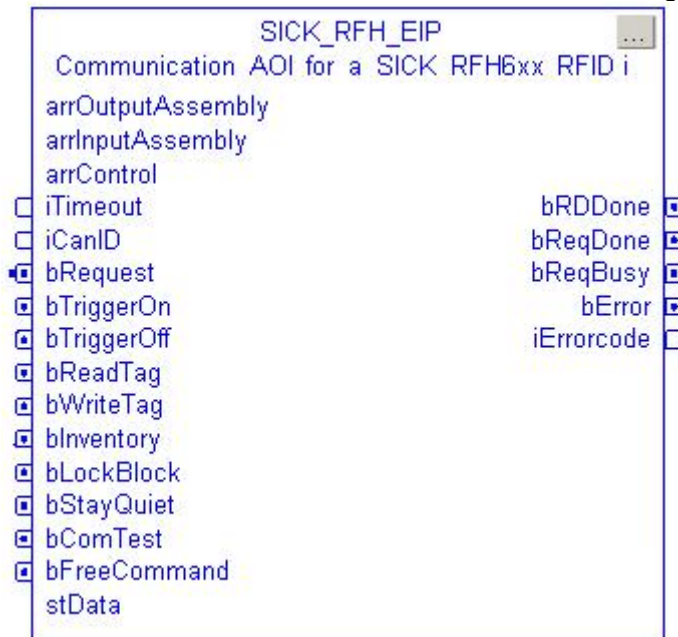 SICK_RFH_EIP
...
Communication AOI for a SICK RFH6xx RFID i
arrOutputAssembly
arrInputAssembly
arrControl
iTimeout bRDDone
iCanID bReqDone
bRequest bReqBusy
bTriggerOn bError
bTriggerOff iErrorcode
bReadTag
bWriteTag
bInventory
bLockBlock
bStayQuiet
bComTest
bFreeCommand
stData